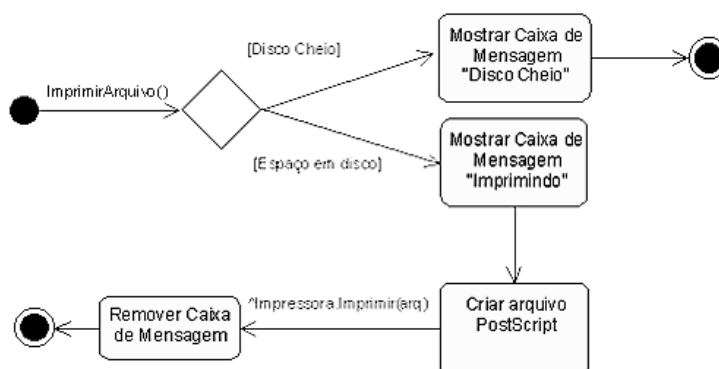 Mostrar Caixa de
Mensagem
"Disco Cheio"
[Disco Cheio]
ImprimirArquivo()
[Espaço em disco]
Mostrar Caixa de
Mensagem
"Imprimindo"
^Impressora.Imprimir(arq)
Remover Caixa
de Mensagem
Criar arquivo
PostScript